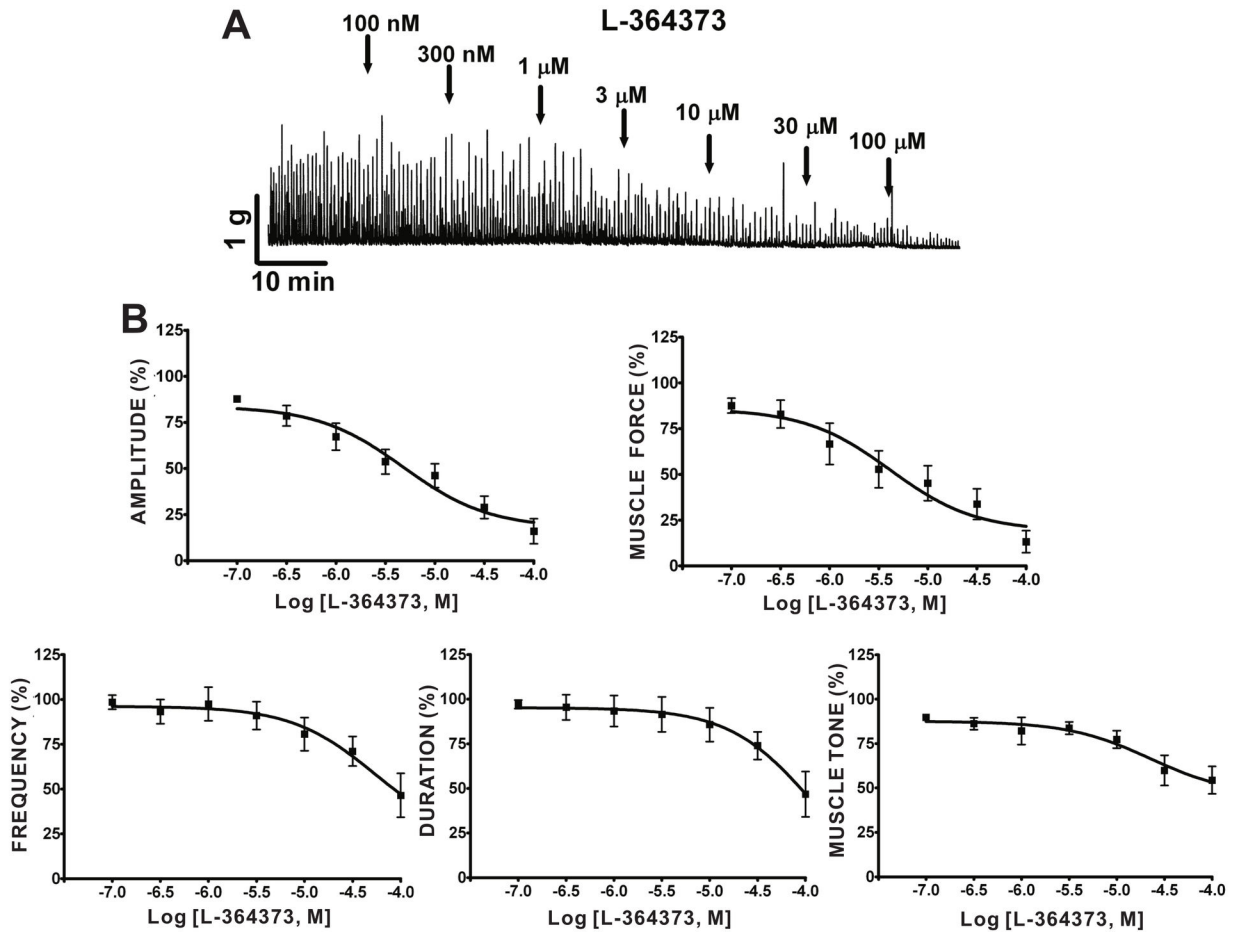 A
L-364373
100 nM
300 nM
1 μM
3 μM
10 μM
30 μM
100 μM
1 g
10 min
B
AMPLITUDE (%)
125
100
75
50
25
0
-7.0 -6.5 -6.0 -5.5 -5.0 -4.5 -4.0
Log [L-364373, M]
MUSCLE FORCE (%)
125
100
75
50
25
0
-7.0 -6.5 -6.0 -5.5 -5.0 -4.5 -4.0
Log [L-364373, M]
FREQUENCY (%)
125
100
75
50
25
0
-7.0 -6.5 -6.0 -5.5 -5.0 -4.5 -4.0
Log [L-364373, M]
DURATION (%)
125
100
75
50
25
0
-7.0 -6.5 -6.0 -5.5 -5.0 -4.5 -4.0
Log [L-364373, M]
MUSCLE TONE (%)
125
100
75
50
25
0
-7.0 -6.5 -6.0 -5.5 -5.0 -4.5 -4.0
Log [L-364373, M]